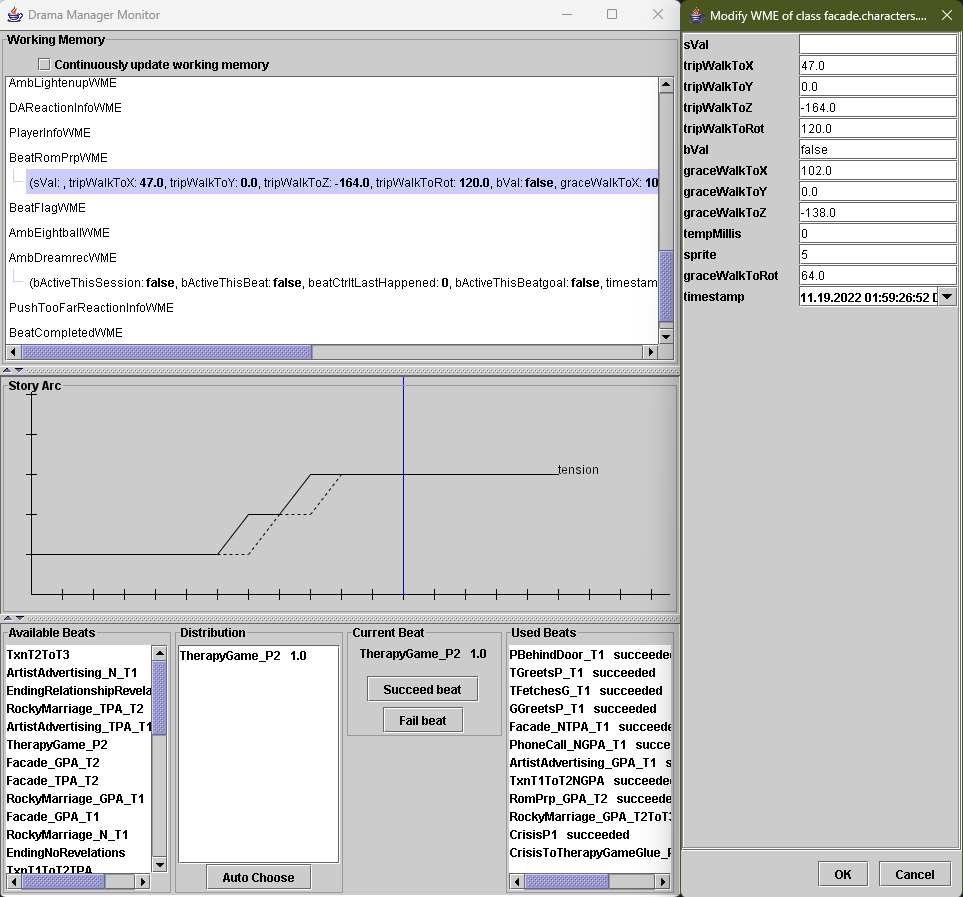 Drama Manager Monitor
Working Memory
Continuously update working memory
AmbLightenupWME
DAReactionInfoWME
PlayerInfoWME
BeatRomPrpWME
(sVal: , tripWalkToX: 47.0, tripWalkToY: 0.0, tripWalkToZ: -164.0, tripWalkToRot: 120.0, bVal: false, graceWalkToX: 10
BeatFlagWME
AmbEightballWME
AmbDreamrecWME
(bActiveThisSession: false, bActiveThisBeat: false, beatCtrItLastHappened: 0, bActiveThisBeatgoal: false, timestam
PushTooFarReactionInfoWME
BeatCompletedWME
Story Arc
tension
Available Beats
TxnT2ToT3
ArtistAdvertising_N_T1
EndingRelationshipRevela
RockyMarriage_TPA_T2
ArtistAdvertising_TPA_T1
TherapyGame_P2
Facade_GPA_T2
Facade_TPA_T2
RockyMarriage_GPA_T1
Facade_GPA_T1
RockyMarriage_N_T1
EndingNoRevelations
TxnT1ToT2TPA
Distribution
TherapyGame_P2 1.0
Auto Choose
Current Beat
TherapyGame_P2 1.0
Succeed beat
Fail beat
Used Beats
PBehindDoor_T1 succeeded
TGreetsP_T1 succeeded
TFetchesG_T1 succeeded
GGreetsP_T1 succeeded
Facade_NTPA_T1 succeeded
PhoneCall_NGPA_T1 succe
ArtistAdvertising_GPA_T1 s
TxnT1ToT2NGPA succeeded
RomPrp_GPA_T2 succeede
RockyMarriage_GPA_T2ToT3
CrisisP1 succeeded
CrisisToTherapyGameGlue_P
Modify WME of class facade.characters....
sVal
tripWalkToX 47.0
tripWalkToY 0.0
tripWalkToZ -164.0
tripWalkToRot 120.0
bVal false
graceWalkToX 102.0
graceWalkToY 0.0
graceWalkToZ -138.0
tempMillis 0
sprite 5
graceWalkToRot 64.0
timestamp 11.19.2022 01:59:26:52
OK
Cancel